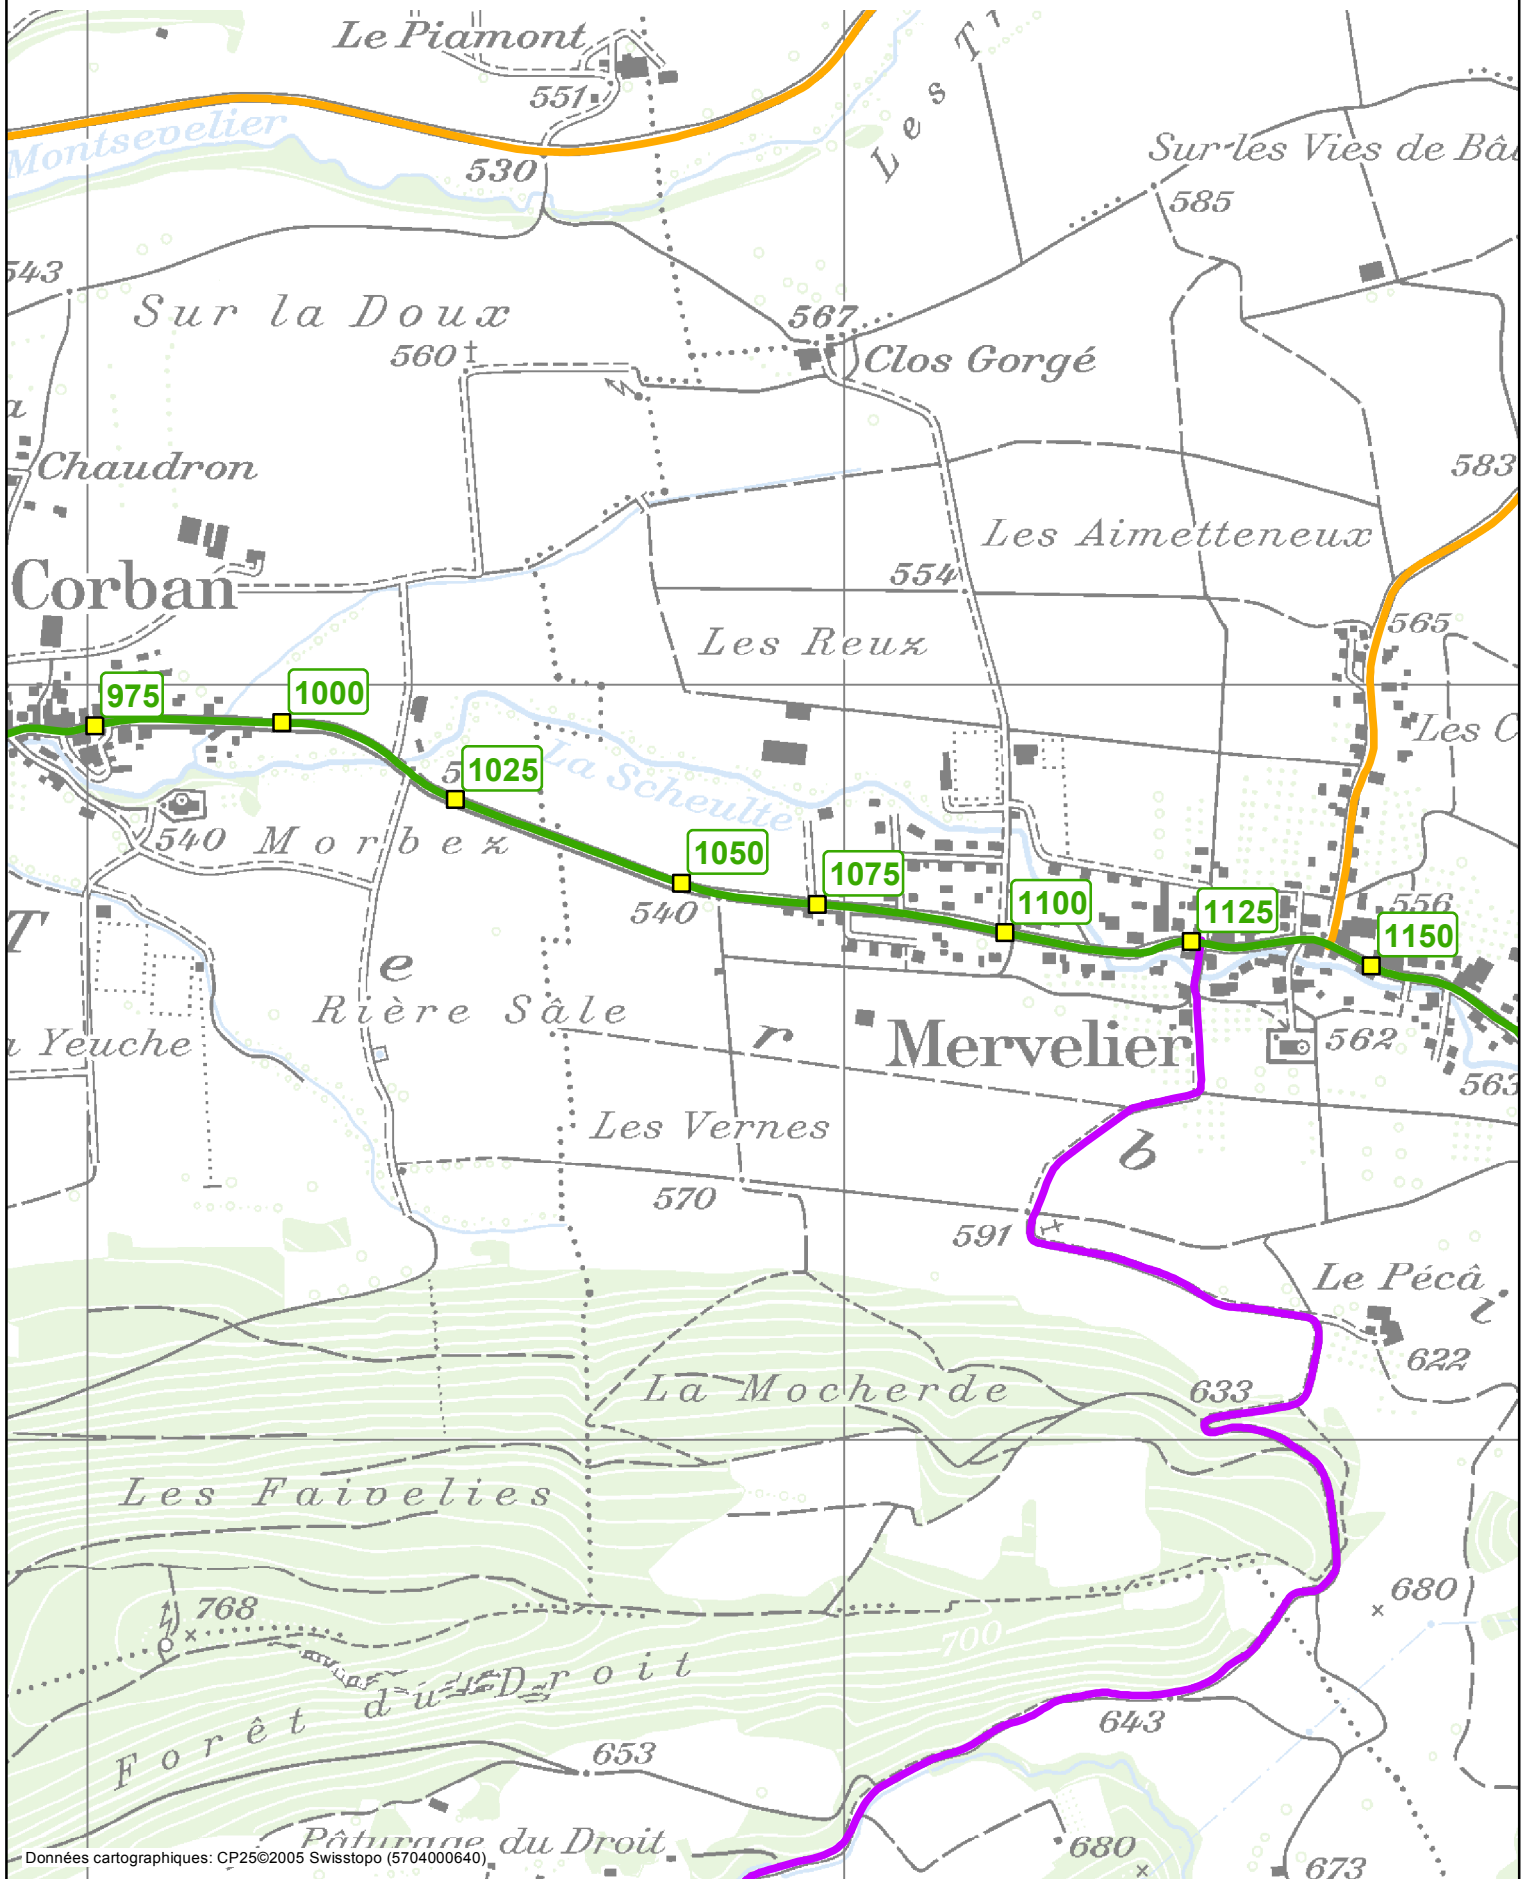 Le Piamont
551
Montsevelier
530
Sur-les Vies de Bâ
585
543
Sur la Doux
567
560
Clos Gorgé
Chaudron
583
Les Aimetteneux
Corban
554
565
Les Reux
975
1000
Les C
1025
La Scheulte
540
Morbez
1050
1075
540
1100
1125
556
1150
T
e
Rière Sâle
r
Mervelier
562
Yeuche
563
Les Vernes
b
570
591
Le Pécâ
i
622
La Mocherde
633
Les Faivelies
680
768
700
Forêt du Droit
643
653
Pâturage du Droit
680
673
Données cartographiques: CP25©2005 Swisstopo (5704000640)